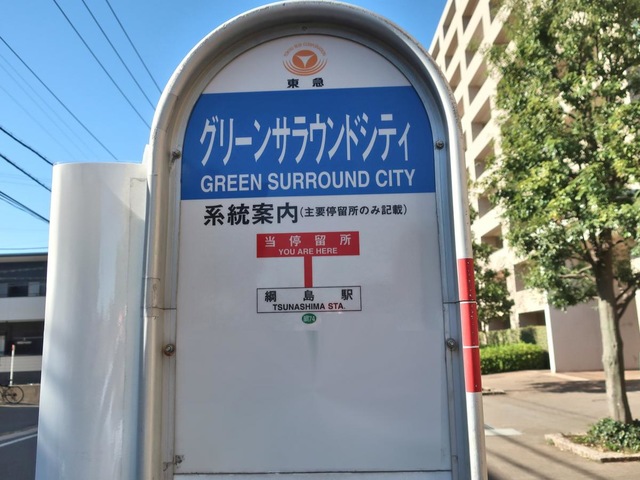 東急
グリーンサラウンドシティ
GREEN SURROUND CITY
系統案内(主要停留所のみ記載)
当停留所
YOU ARE HERE
綱島駅
TSUNASHIMA STA.